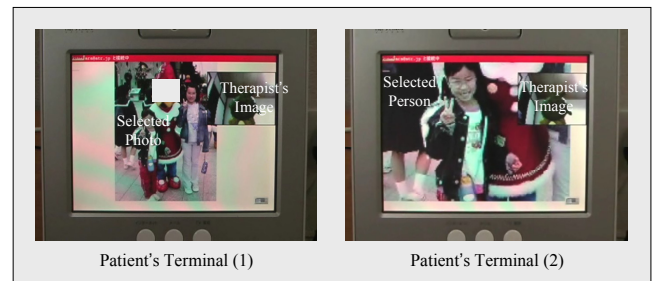 Selected
Photo
Therapist's
Image
Selected
Person
Therapist's
Image
Patient's Terminal (1)
Patient's Terminal (2)